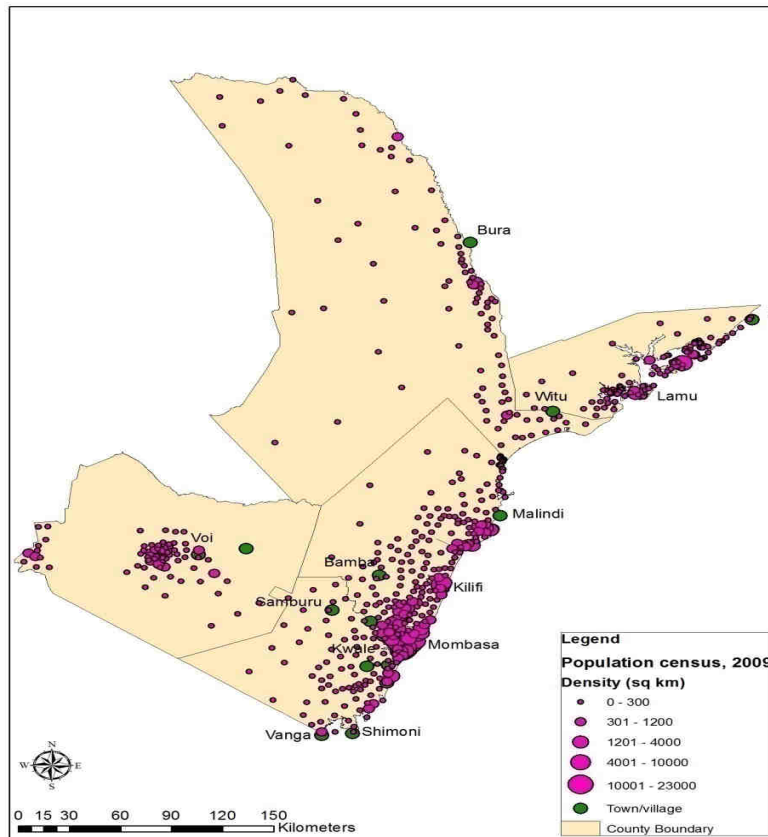 Bura
Witu
Lamu
Malindi
Voi
Bamba
Kilifi
Samburu
Kwale
Mombasa
Vanga
Shimoni
N
W E
S
0 15 30 60 90 120 150
Kilometers
Legend
Population census, 2009
Density (sq km)
0 - 300
301 - 1200
1201 - 4000
4001 - 10000
10001 - 23000
Town/village
County Boundary